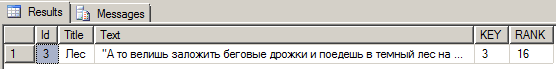 Results Messages
Id Title Text KEY RANK
1 3 Лес "А то велишь заложить беговые дрожки и поедешь в темный лес на ... 3 16